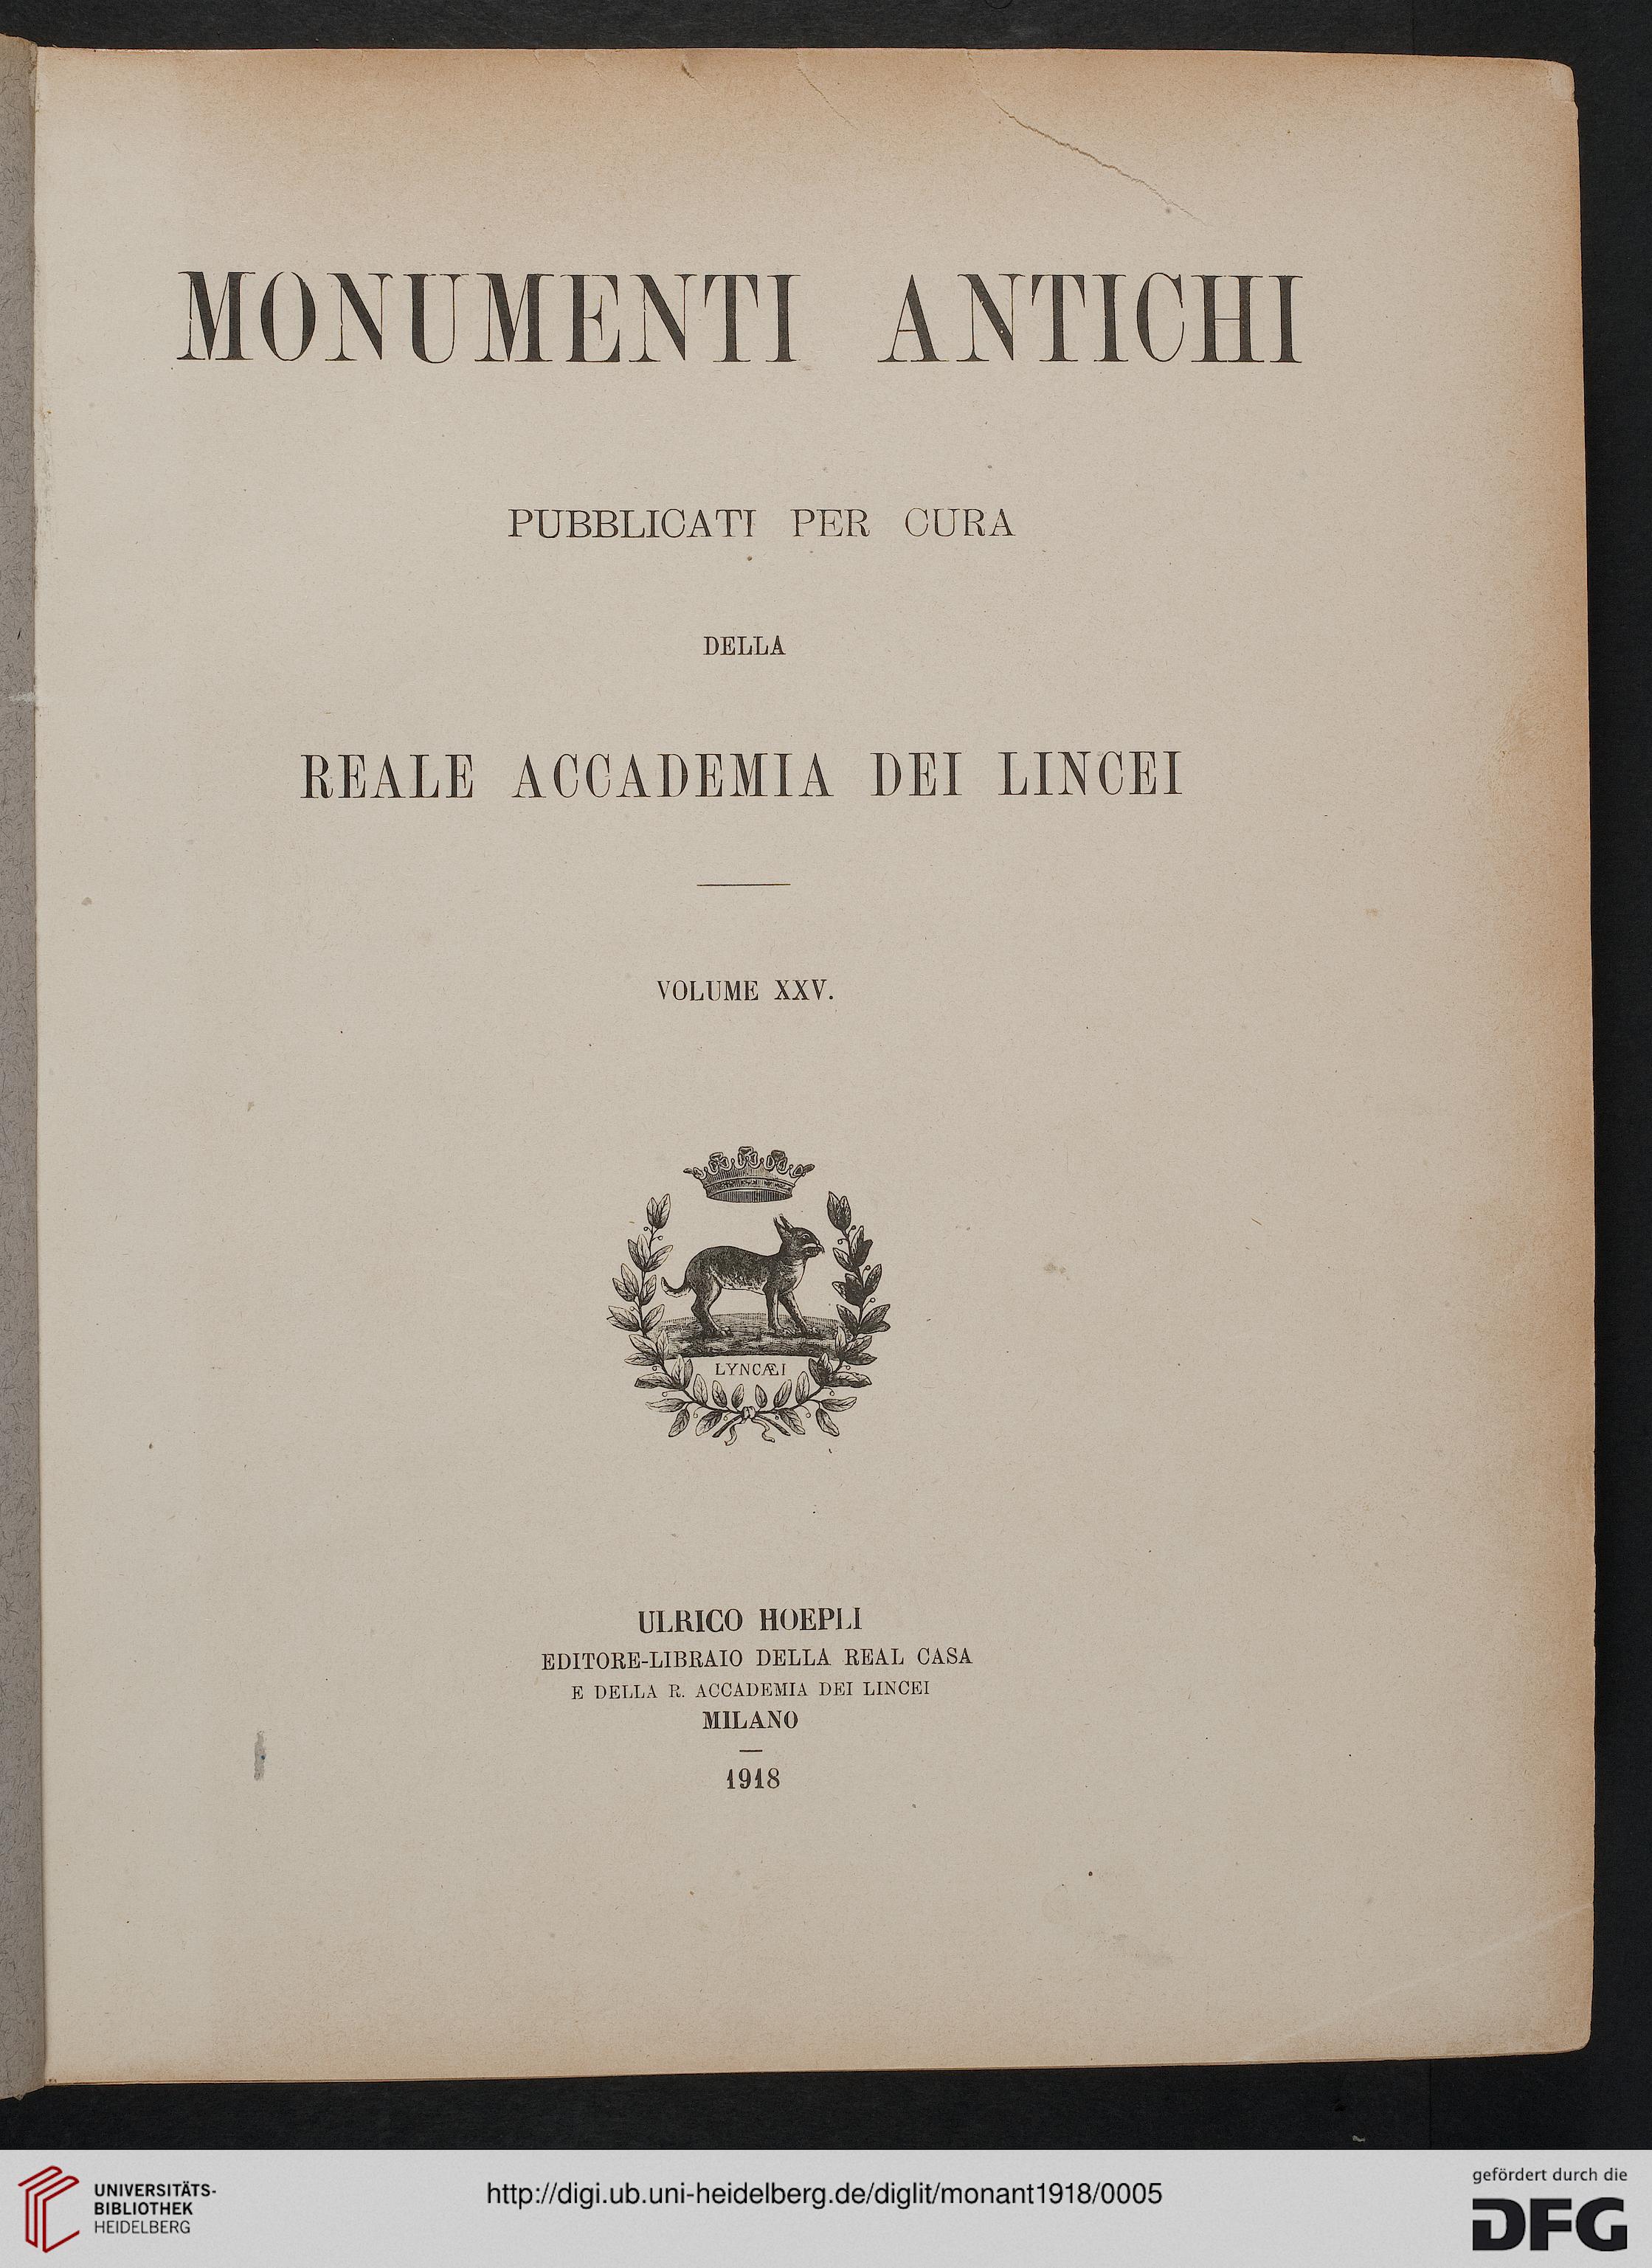 MONUMENTI ANTICHI
PUBBLICATI PER CURA
DELLA
REALE ACCADEMIA DEI LINCEI
VOLUME XXV.
LYNCÆI
ULRICO HOEPLI
EDITORE-LIBRAIO DELLA REAL CASA
E DELLA R. ACCADEMIA DEI LINCEI
MILANO
1918
UNIVERSITÄTS-
BIBLIOTHEK
HEIDELBERG
http://digi.ub.uni-heidelberg.de/diglit/monant1918/0005
gefördert durch die
DFG